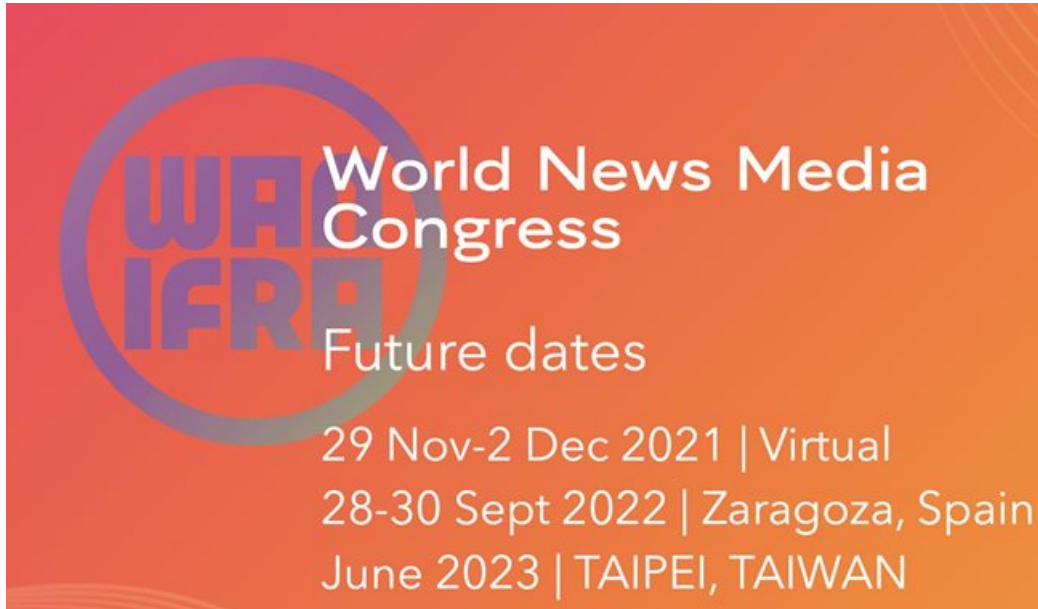 WAN
IFRA
World News Media
Congress
Future dates
29 Nov-2 Dec 2021 | Virtual
28-30 Sept 2022 | Zaragoza, Spain
June 2023 | TAIPEI, TAIWAN